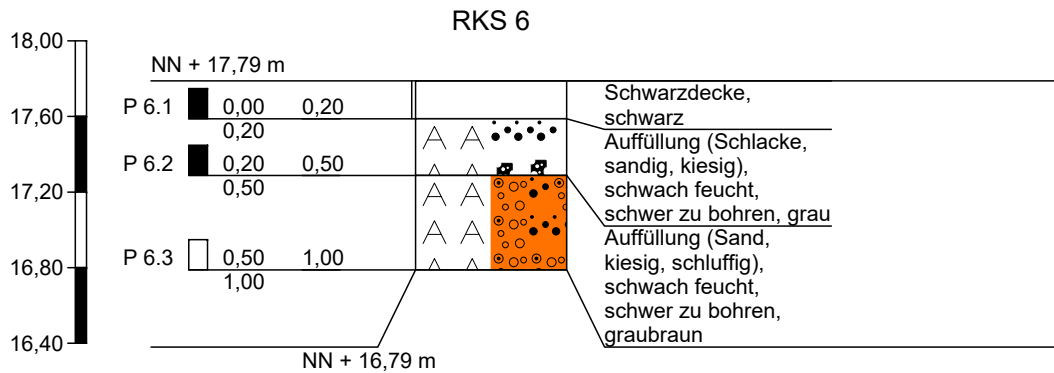 RKS 6
18,00
17,60
17,20
16,80
16,40
NN + 17,79 m
P 6.1 0,00 0,20
0,20
P 6.2 0,20 0,50
0,50
P 6.3 0,50 1,00
1,00
Schwarzdecke,
schwarz
Auffüllung (Schlacke,
sandig, kiesig),
schwach feucht,
schwer zu bohren, grau
Auffüllung (Sand,
kiesig, schluffig),
schwach feucht,
schwer zu bohren,
graubraun
NN + 16,79 m